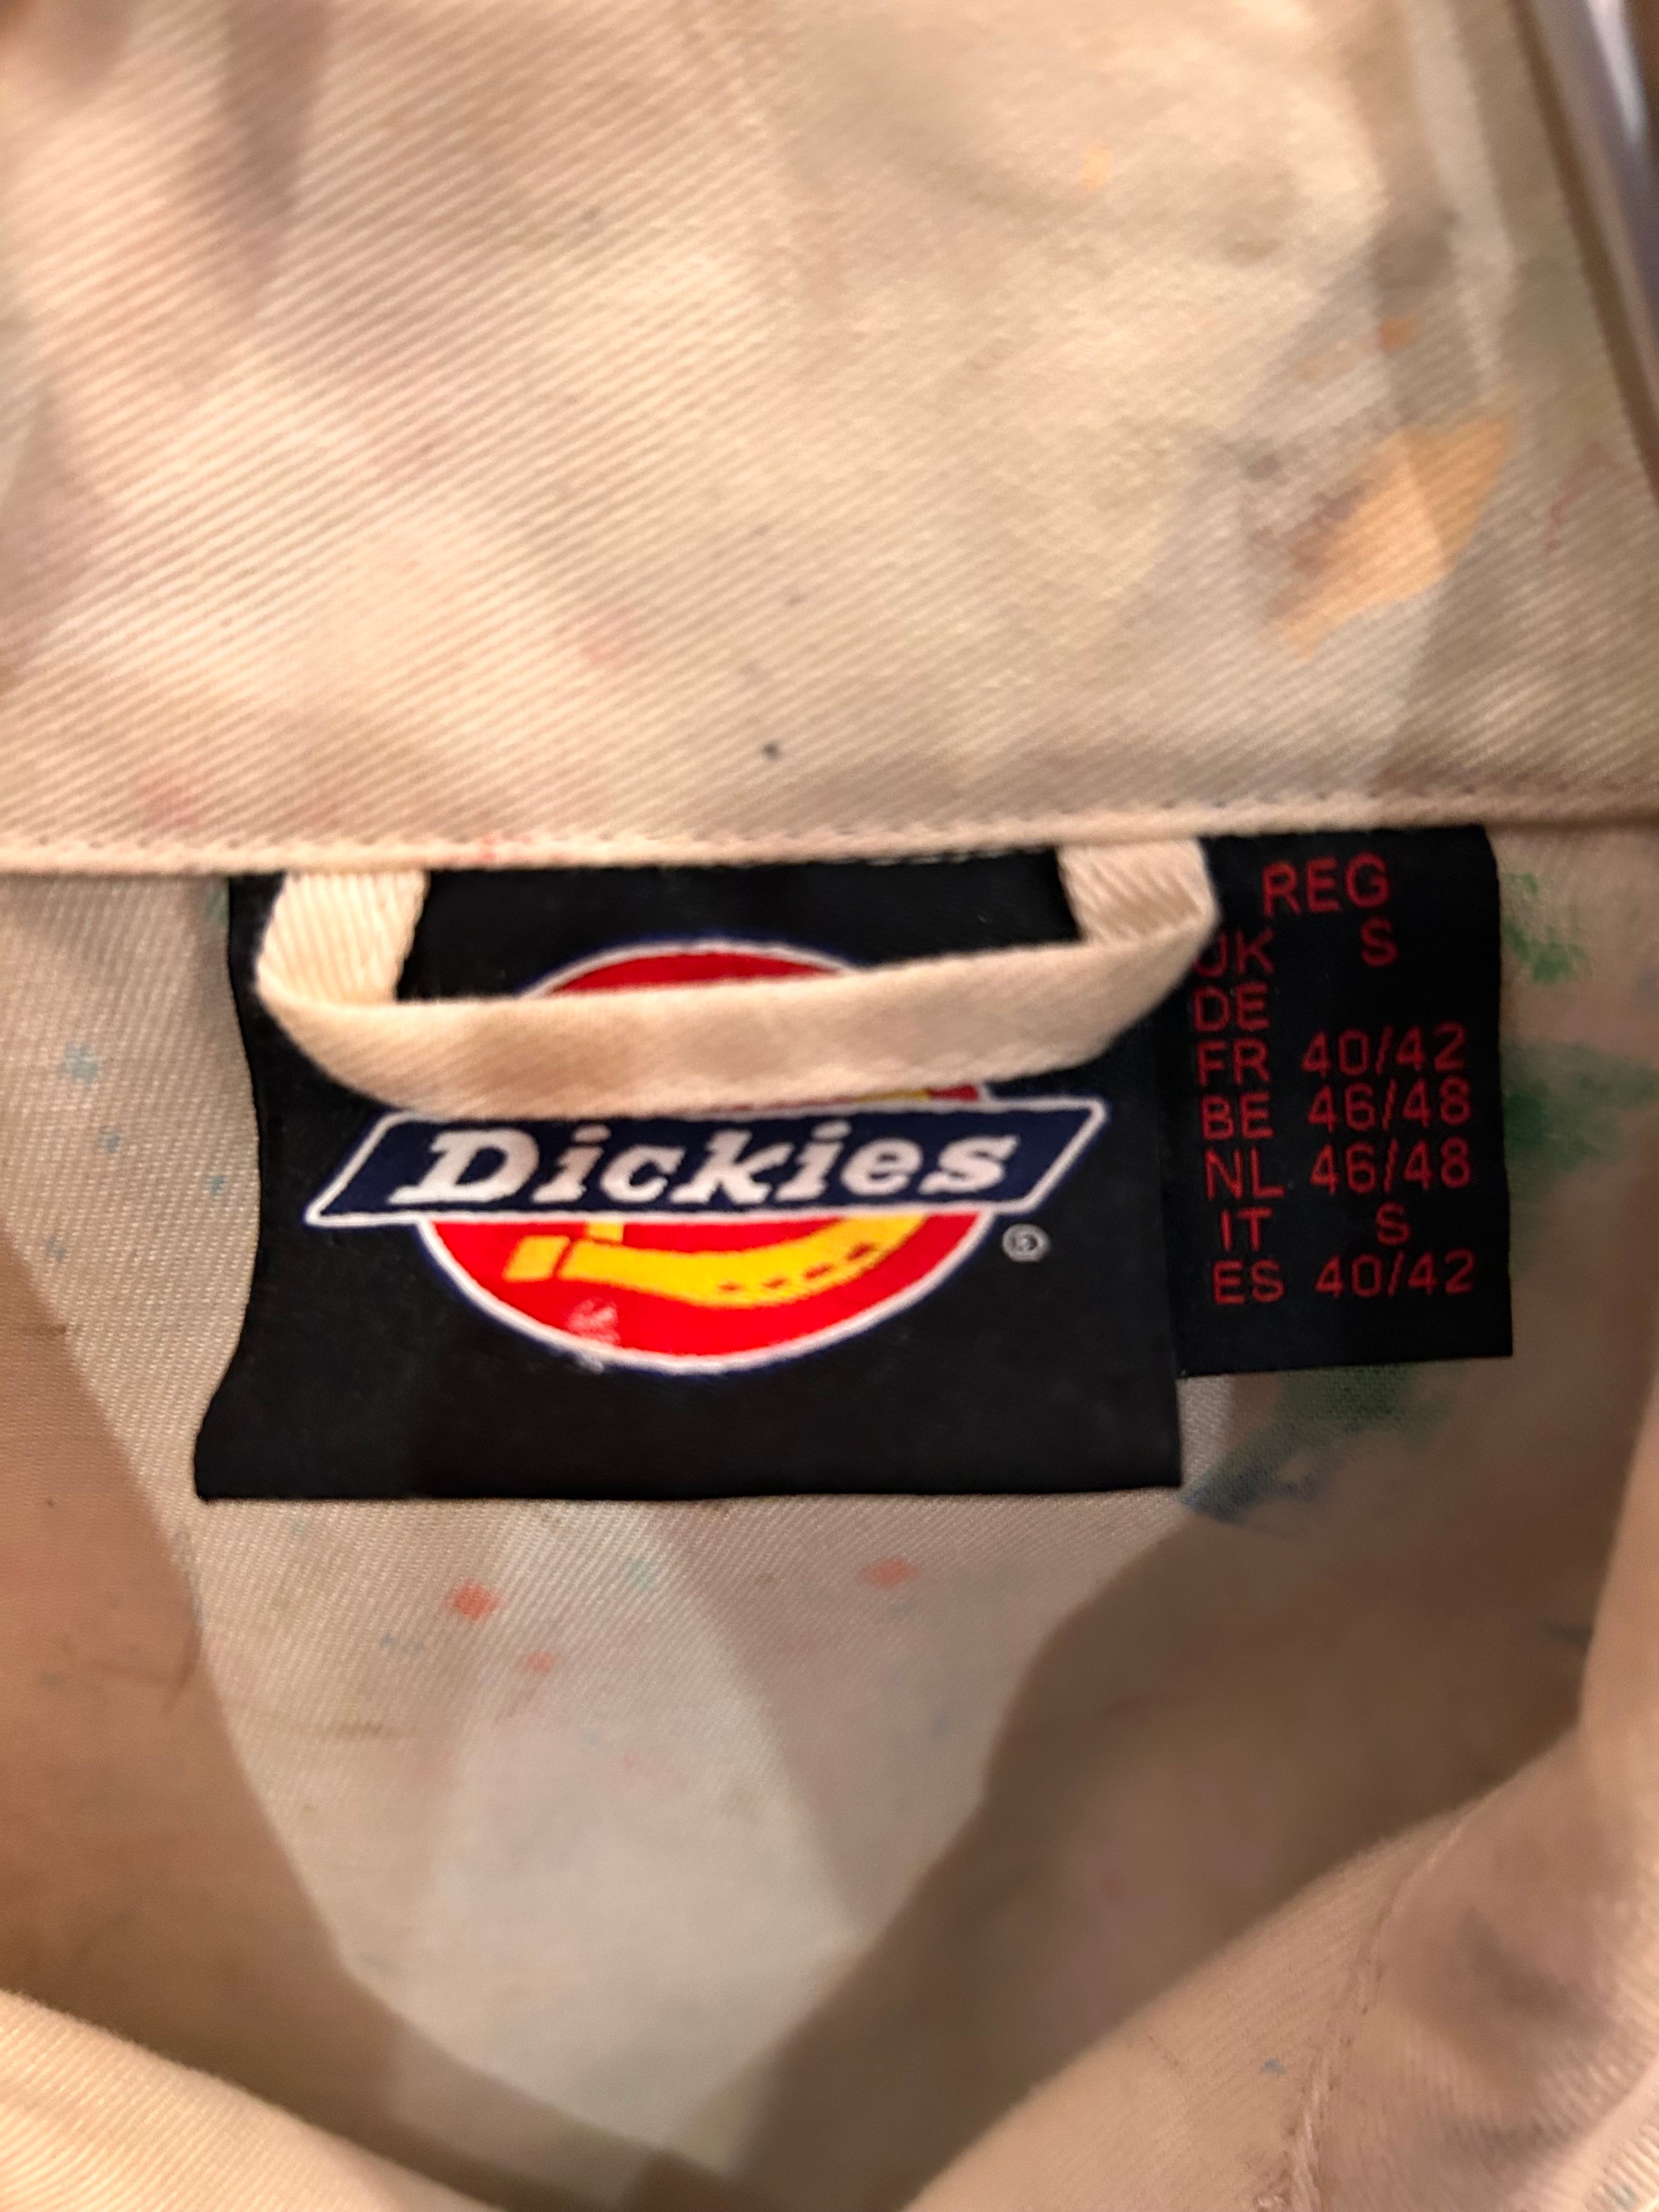 Dickies
®
REG
UK S
DE
FR 40/42
BE 46/48
NL 46/48
IT S
ES 40/42